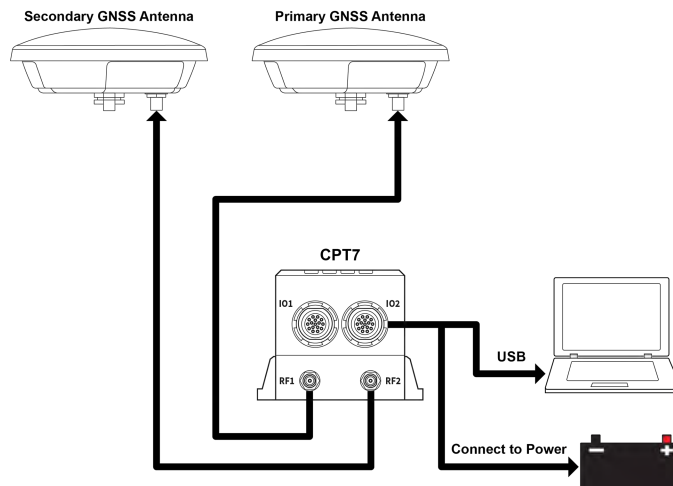 Secondary GNSS Antenna
Primary GNSS Antenna
CPT7
IO1
IO2
RF1
RF2
USB
Connect to Power
− +